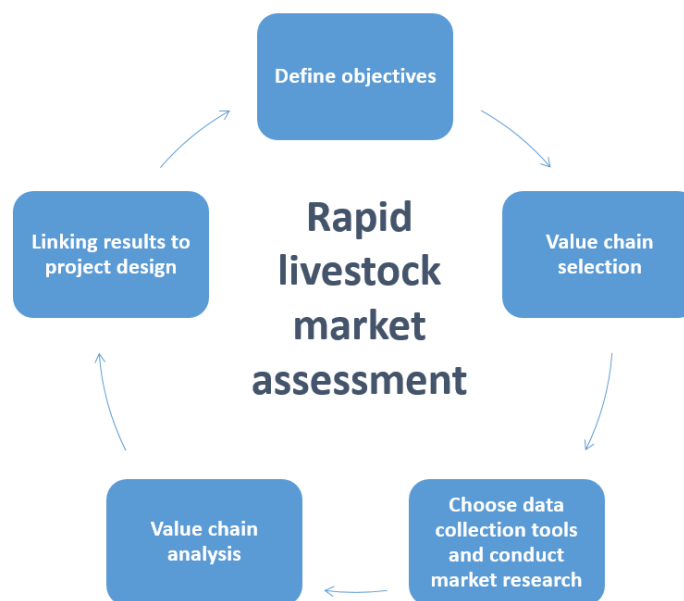 Define objectives
Value chain
selection
Choose data
collection tools
and conduct
market research
Value chain
analysis
Linking results to
project design
Rapid
livestock
market
assessment